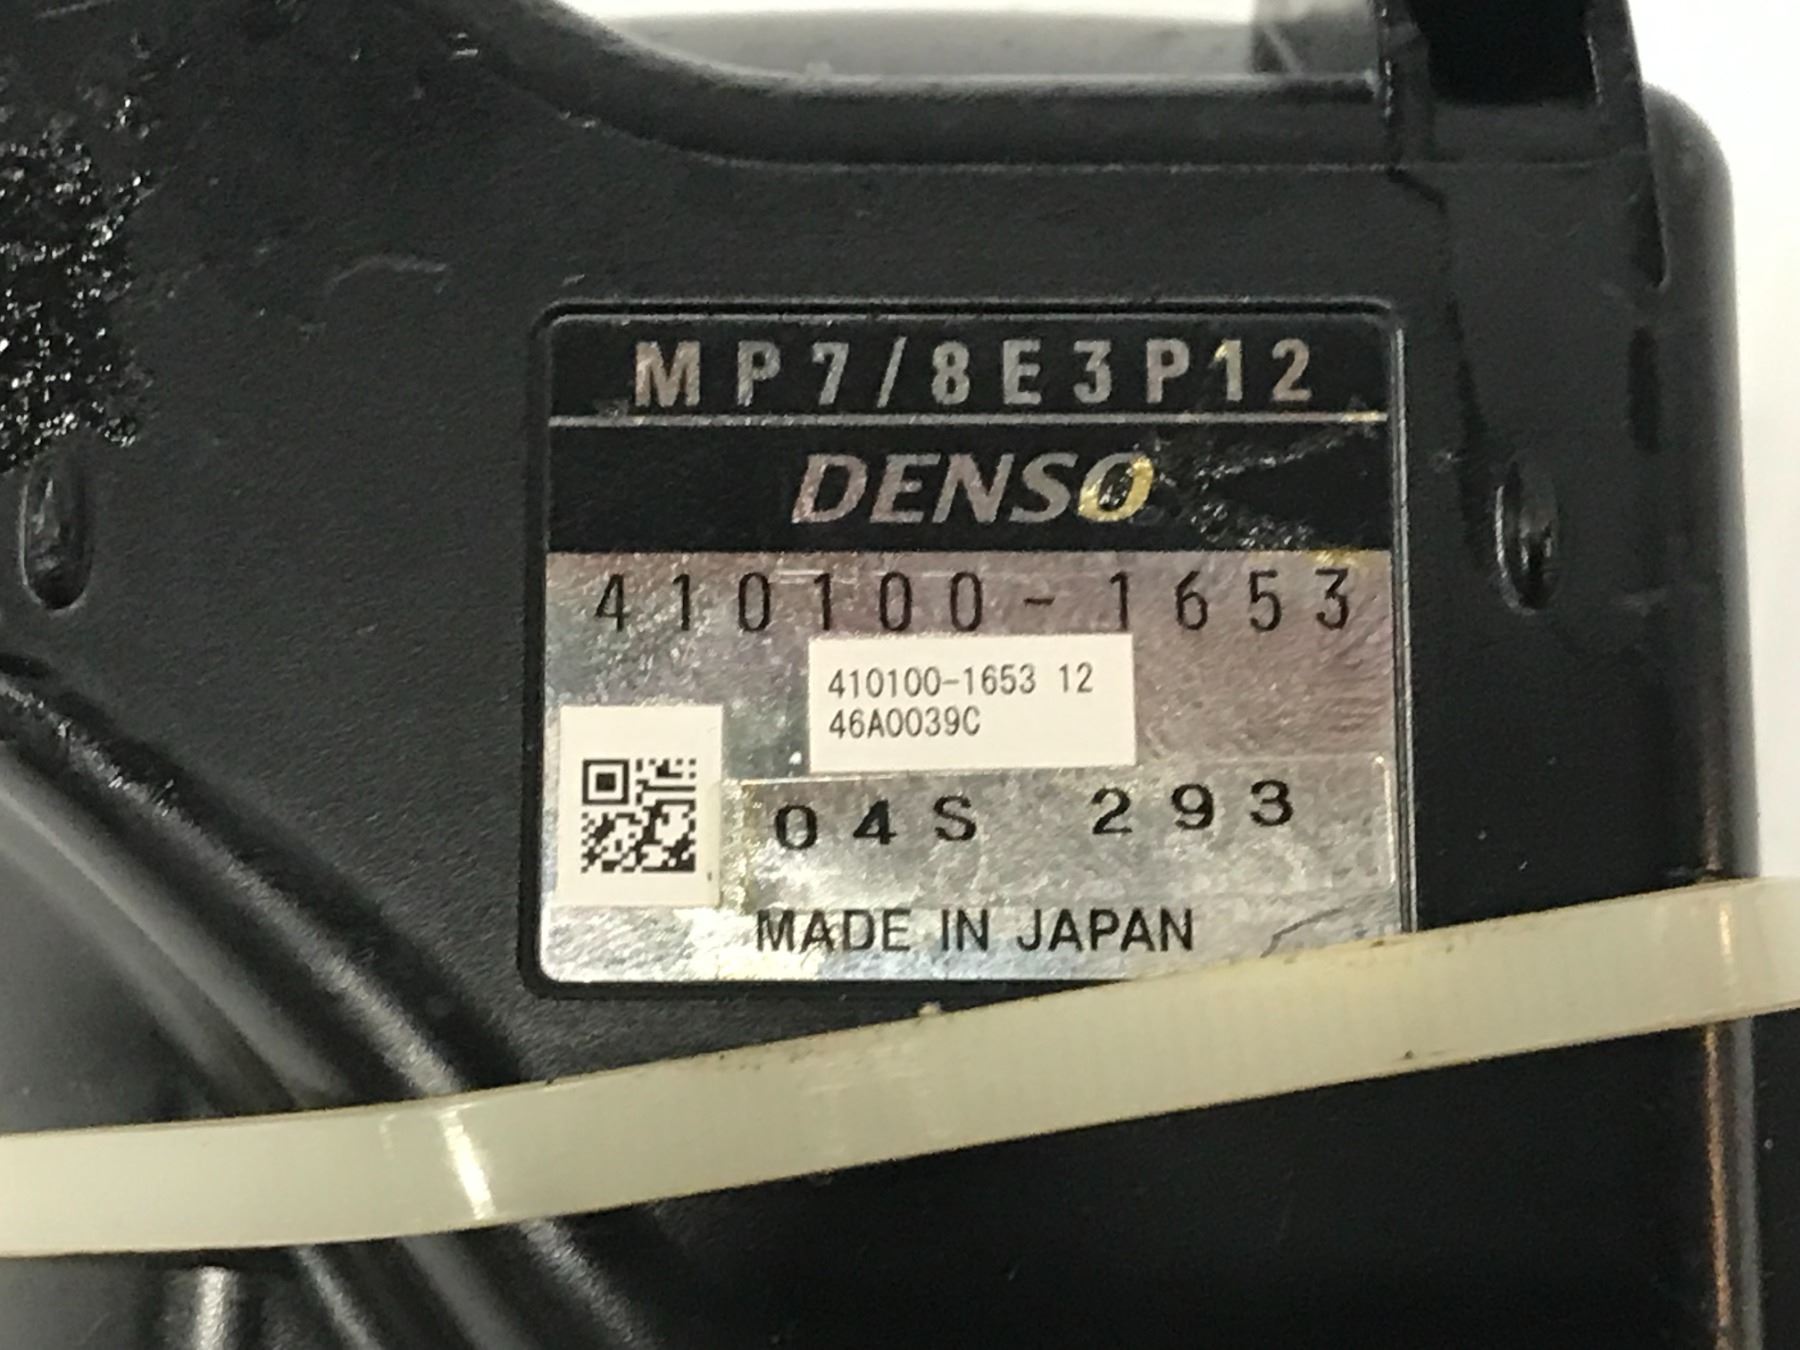 MP7/8E3P12
DENSO
410100-1653
410100-1653 12
46A0039C
04S 293
MADE IN JAPAN